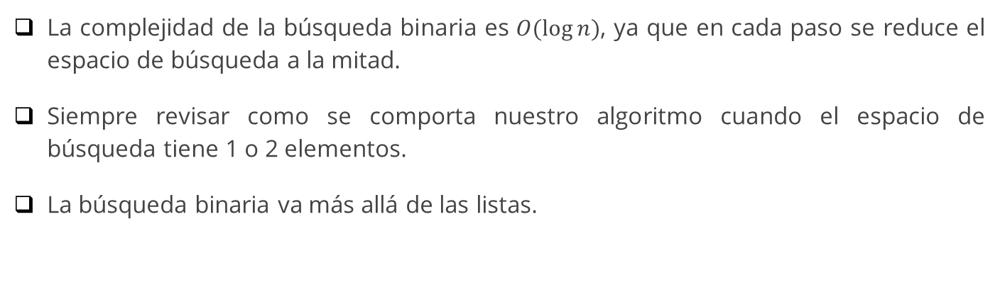 ❑ La complejidad de la búsqueda binaria es O(log n), ya que en cada paso se reduce el
espacio de búsqueda a la mitad.
❑ Siempre revisar como se comporta nuestro algoritmo cuando el espacio de
búsqueda tiene 1 o 2 elementos.
❑ La búsqueda binaria va más allá de las listas.